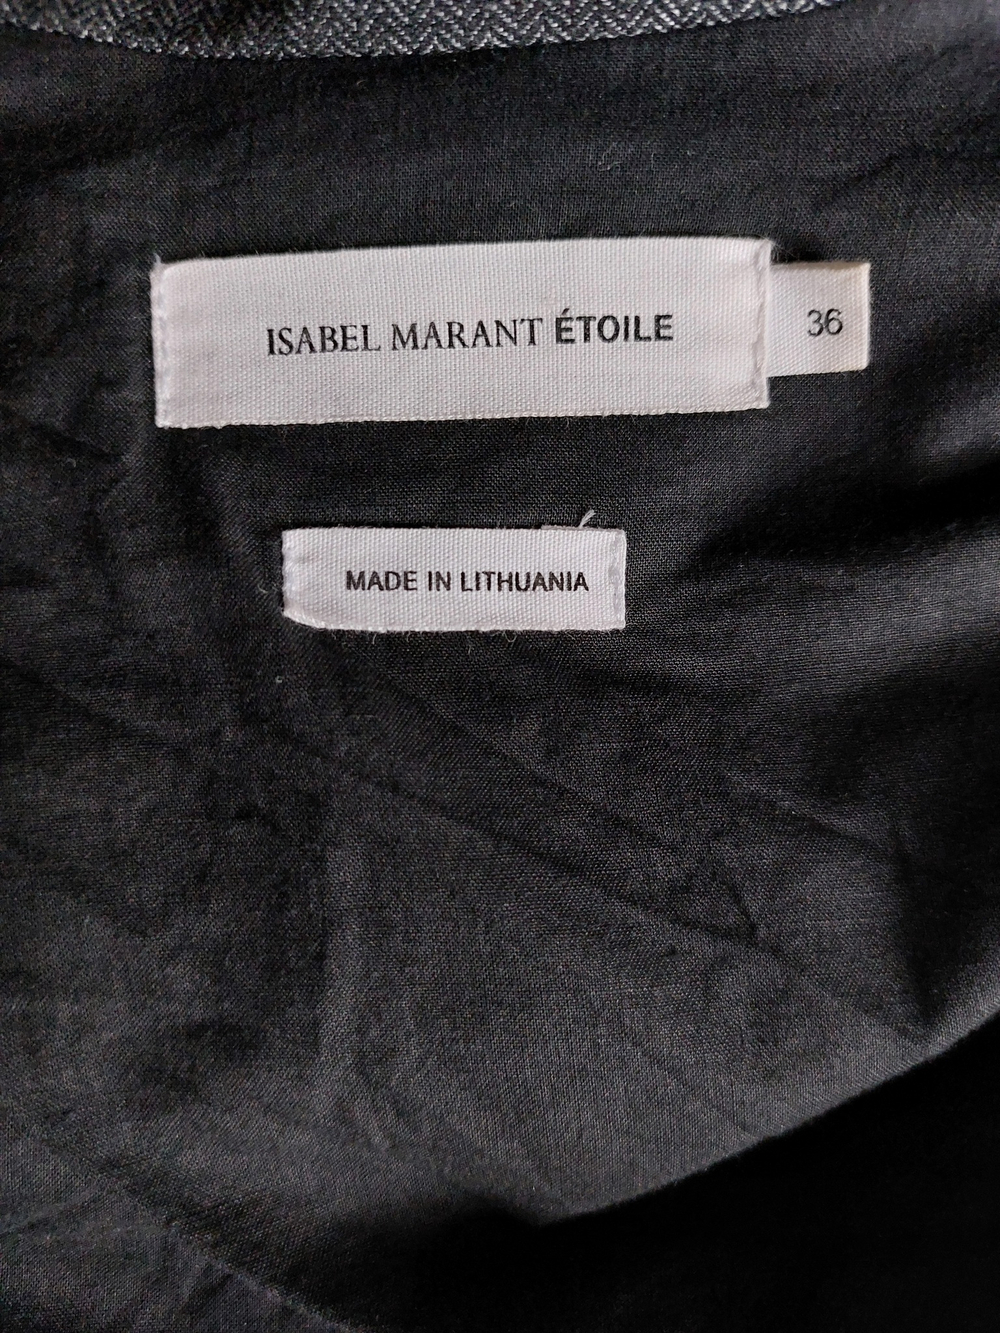 ISABEL MARANT ÉTOILE
36
MADE IN LITHUANIA